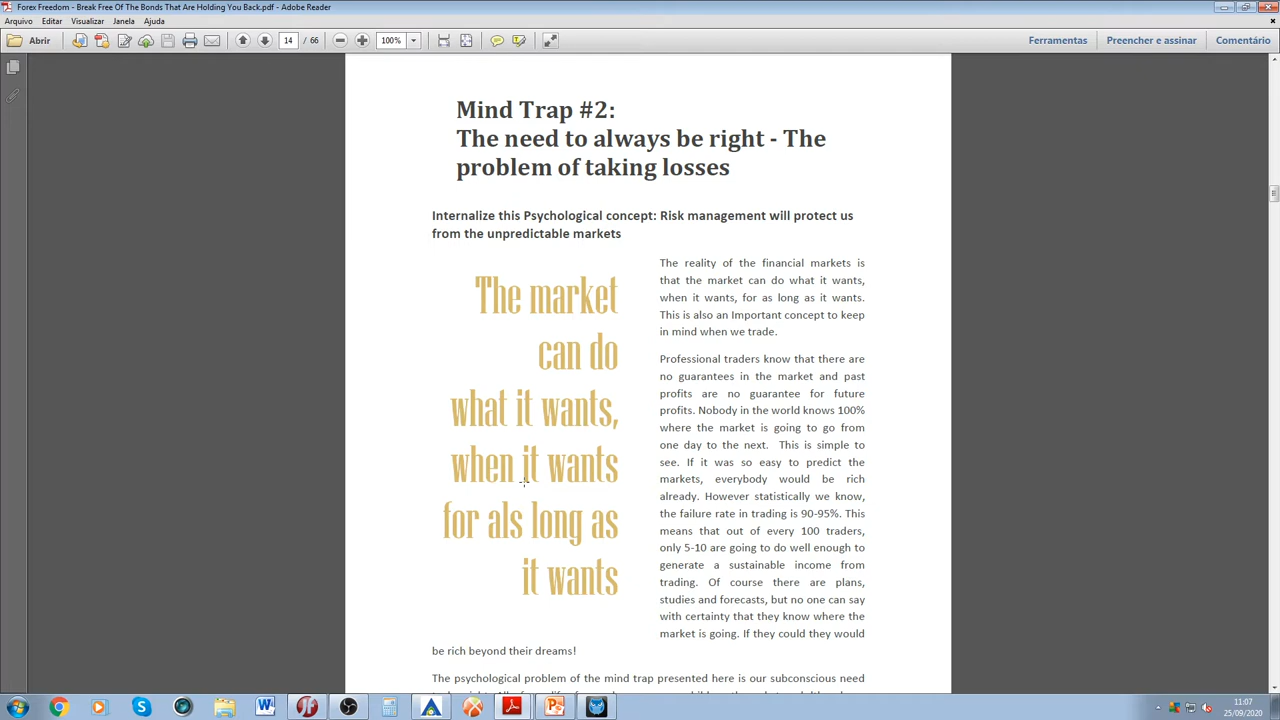 Forex Freedom - Break Free Of The Bonds That Are Holding You Back.pdf - Adobe Reader
Arquivo Editar Visualizar Janela Ajuda
Abrir 14 / 66 100% Ferramentas Preencher e assinar Comentário
Mind Trap #2:
The need to always be right - The
problem of taking losses
Internalize this Psychological concept: Risk management will protect us
from the unpredictable markets
The market
can do
what it wants,
when it wants
for als long as
it wants
The reality of the financial markets is
that the market can do what it wants,
when it wants, for as long as it wants.
This is also an Important concept to keep
in mind when we trade.
Professional traders know that there are
no guarantees in the market and past
profits are no guarantee for future
profits. Nobody in the world knows 100%
where the market is going to go from
one day to the next. This is simple to
see. If it was so easy to predict the
markets, everybody would be rich
already. However statistically we know,
the failure rate in trading is 90-95%. This
means that out of every 100 traders,
only 5-10 are going to do well enough to
generate a sustainable income from
trading. Of course there are plans,
studies and forecasts, but no one can say
with certainty that they know where the
market is going. If they could they would
be rich beyond their dreams!
The psychological problem of the mind trap presented here is our subconscious need
11:07
25/09/2020